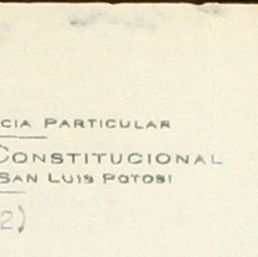 CIA PARTICULAR
CONSTITUCIONAL
SAN LUIS POTOSI
2)